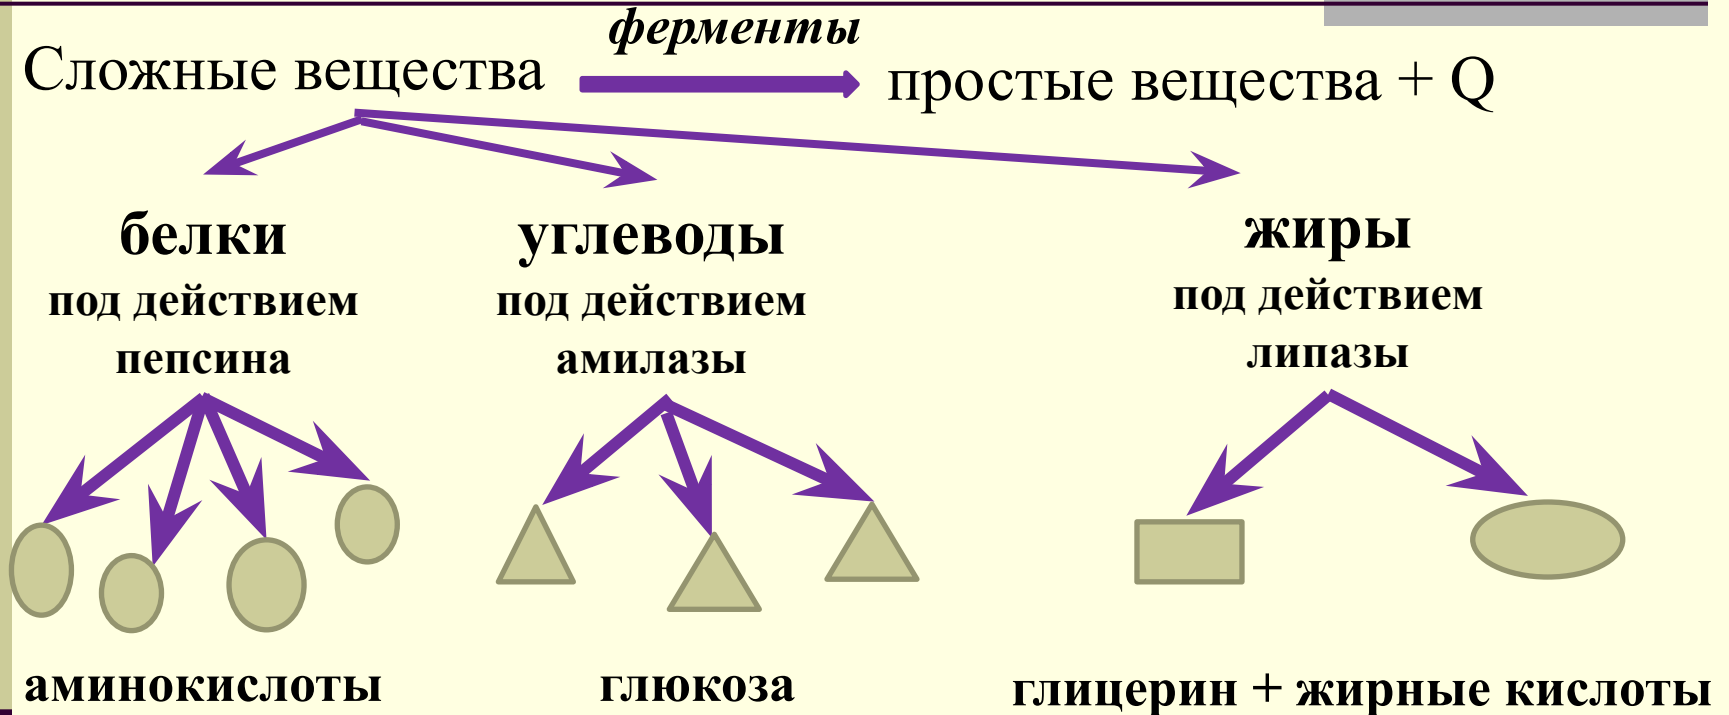 ферменты
Сложные вещества
простые вещества + Q
белки
под действием
пепсина
углеводы
под действием
амилазы
жиры
под действием
липазы
аминокислоты
глюкоза
глицерин + жирные кислоты